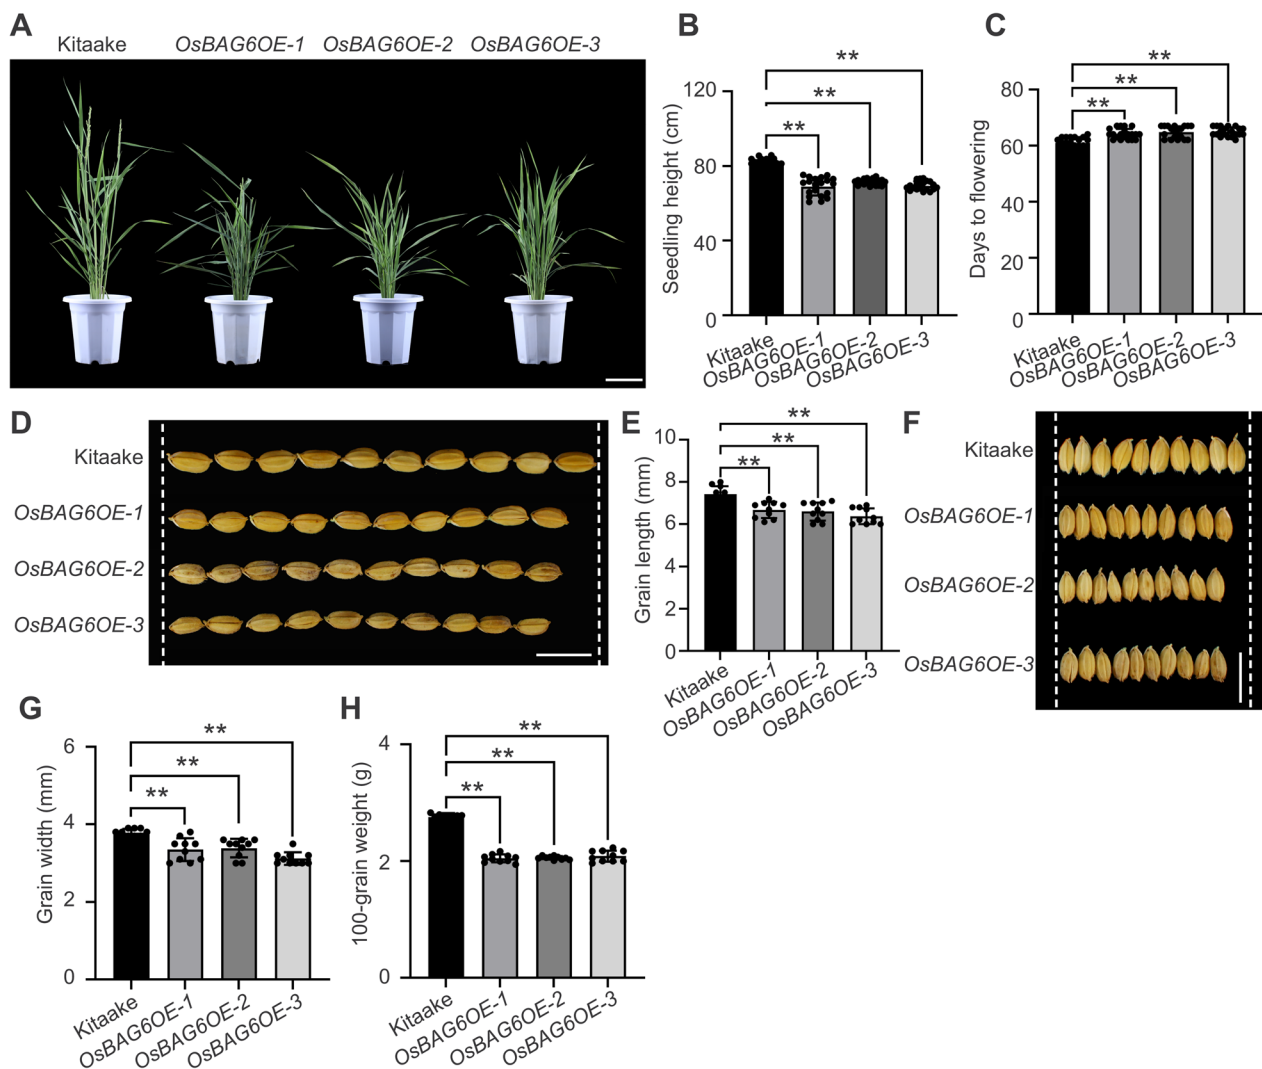 A
Kitaake OsBAG6OE-1 OsBAG6OE-2 OsBAG6OE-3
B
Seedling height (cm)
120
80
40
0
** ** **
Kitaake
OsBAG6OE-1
OsBAG6OE-2
OsBAG6OE-3
C
Days to flowering
80
60
40
20
0
** ** **
Kitaake
OsBAG6OE-1
OsBAG6OE-2
OsBAG6OE-3
D
Kitaake
OsBAG6OE-1
OsBAG6OE-2
OsBAG6OE-3
E
Grain length (mm)
10
8
6
4
2
0
** ** **
Kitaake
OsBAG6OE-1
OsBAG6OE-2
OsBAG6OE-3
F
Kitaake
OsBAG6OE-1
OsBAG6OE-2
OsBAG6OE-3
G
Grain width (mm)
6
4
2
0
** ** **
Kitaake
OsBAG6OE-1
OsBAG6OE-2
OsBAG6OE-3
H
100-grain weight (g)
4
2
0
** ** **
Kitaake
OsBAG6OE-1
OsBAG6OE-2
OsBAG6OE-3